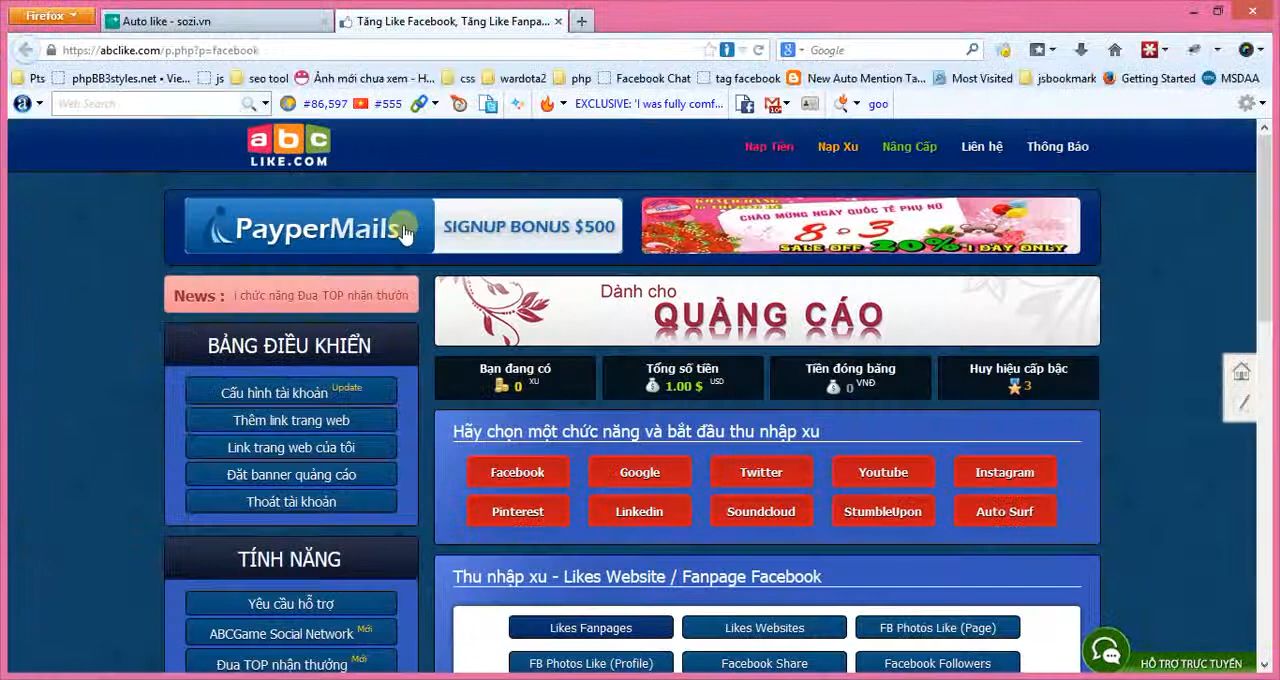 Firefox
Auto like - sozi.vn
Tăng Like Facebook, Tăng Like Fanpa...
https://abclike.com/p.php?p=facebook
Google
Pts
phpBB3styles.net • Vie...
js
seo tool
Ảnh mới chưa xem - H...
css
wardota2
php
Facebook Chat
tag facebook
New Auto Mention Ta...
Most Visited
jsbookmark
Getting Started
MSDAA
Web Search
#86,597
#555
EXCLUSIVE: 'I was fully comf...
goo
abc
LIKE.COM
Nạp Tiền
Nạp Xu
Nâng Cấp
Liên hệ
Thông Báo
PayperMails
SIGNUP BONUS $500
CHÀO MỪNG NGÀY QUỐC TẾ PHỤ NỮ
8 - 3
SALE OFF 20% 1 DAY ONLY
News :
i chức năng Đua TOP nhận thưởn
Dành cho
QUẢNG CÁO
BẢNG ĐIỀU KHIỂN
Cấu hình tài khoản Update
Thêm link trang web
Link trang web của tôi
Đặt banner quảng cáo
Thoát tài khoản
Bạn đang có
0 XU
Tổng số tiền
1.00 $ USD
Tiền đóng băng
0 VNĐ
Huy hiệu cấp bậc
3
Hãy chọn một chức năng và bắt đầu thu nhập xu
Facebook
Google
Twitter
Youtube
Instagram
Pinterest
Linkedin
Soundcloud
StumbleUpon
Auto Surf
TÍNH NĂNG
Yêu cầu hỗ trợ
ABCGame Social Network Mới
Đua TOP nhận thưởng Mới
Thu nhập xu - Likes Website / Fanpage Facebook
Likes Fanpages
Likes Websites
FB Photos Like (Page)
FB Photos Like (Profile)
Facebook Share
Facebook Followers
HỖ TRỢ TRỰC TUYẾN